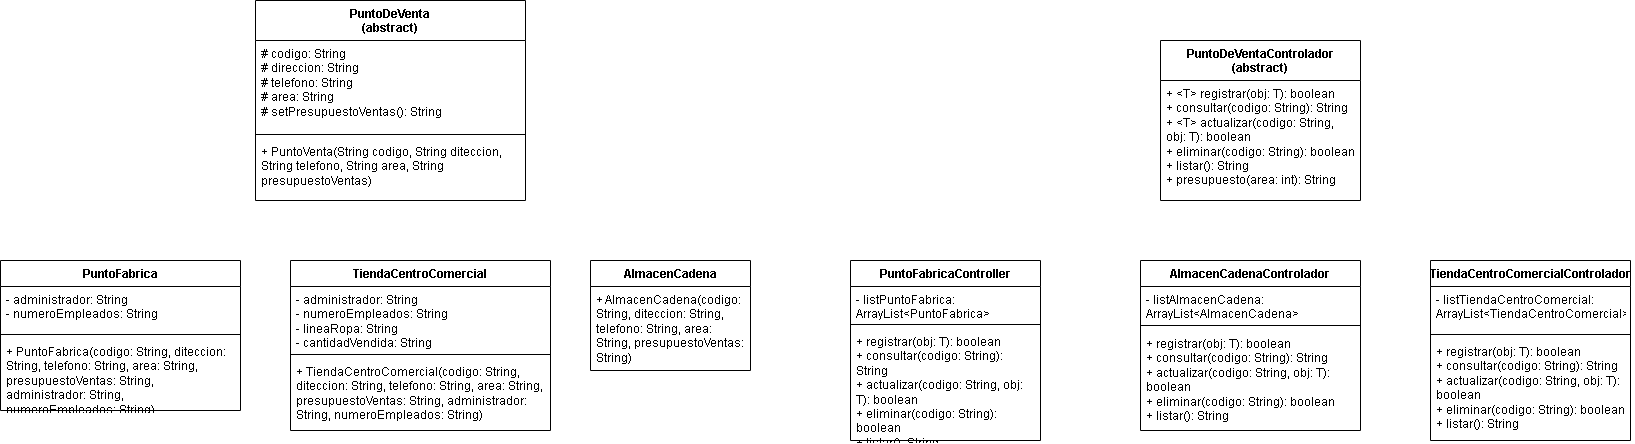 PuntoDeVenta
(abstract)
# codigo: String
# direccion: String
# telefono: String
# area: String
# setPresupuestoVentas(): String
+ PuntoVenta(String codigo, String diteccion,
String telefono, String area, String
presupuestoVentas)
PuntoDeVentaControlador
(abstract)
+ <T> registrar(obj: T): boolean
+ consultar(codigo: String): String
+ <T> actualizar(codigo: String,
obj: T): boolean
+ eliminar(codigo: String): boolean
+ listar(): String
+ presupuesto(area: int): String
PuntoFabrica
- administrador: String
- numeroEmpleados: String
+ PuntoFabrica(codigo: String, diteccion:
String, telefono: String, area: String,
presupuestoVentas: String,
administrador: String,
numeroEmpleados: String)
TiendaCentroComercial
- administrador: String
- numeroEmpleados: String
- lineaRopa: String
- cantidadVendida: String
+ TiendaCentroComercial(codigo: String,
diteccion: String, telefono: String, area: String,
presupuestoVentas: String, administrador:
String, numeroEmpleados: String)
AlmacenCadena
+ AlmacenCadena(codigo:
String, diteccion: String,
telefono: String, area:
String, presupuestoVentas:
String)
PuntoFabricaController
- listPuntoFabrica:
ArrayList<PuntoFabrica>
+ registrar(obj: T): boolean
+ consultar(codigo: String):
String
+ actualizar(codigo: String, obj:
T): boolean
+ eliminar(codigo: String):
boolean
+ listar(): String
AlmacenCadenaControlador
- listAlmacenCadena:
ArrayList<AlmacenCadena>
+ registrar(obj: T): boolean
+ consultar(codigo: String): String
+ actualizar(codigo: String, obj: T):
boolean
+ eliminar(codigo: String): boolean
+ listar(): String
TiendaCentroComercialControlador
- listTiendaCentroComercial:
ArrayList<TiendaCentroComercial>
+ registrar(obj: T): boolean
+ consultar(codigo: String): String
+ actualizar(codigo: String, obj: T):
boolean
+ eliminar(codigo: String): boolean
+ listar(): String